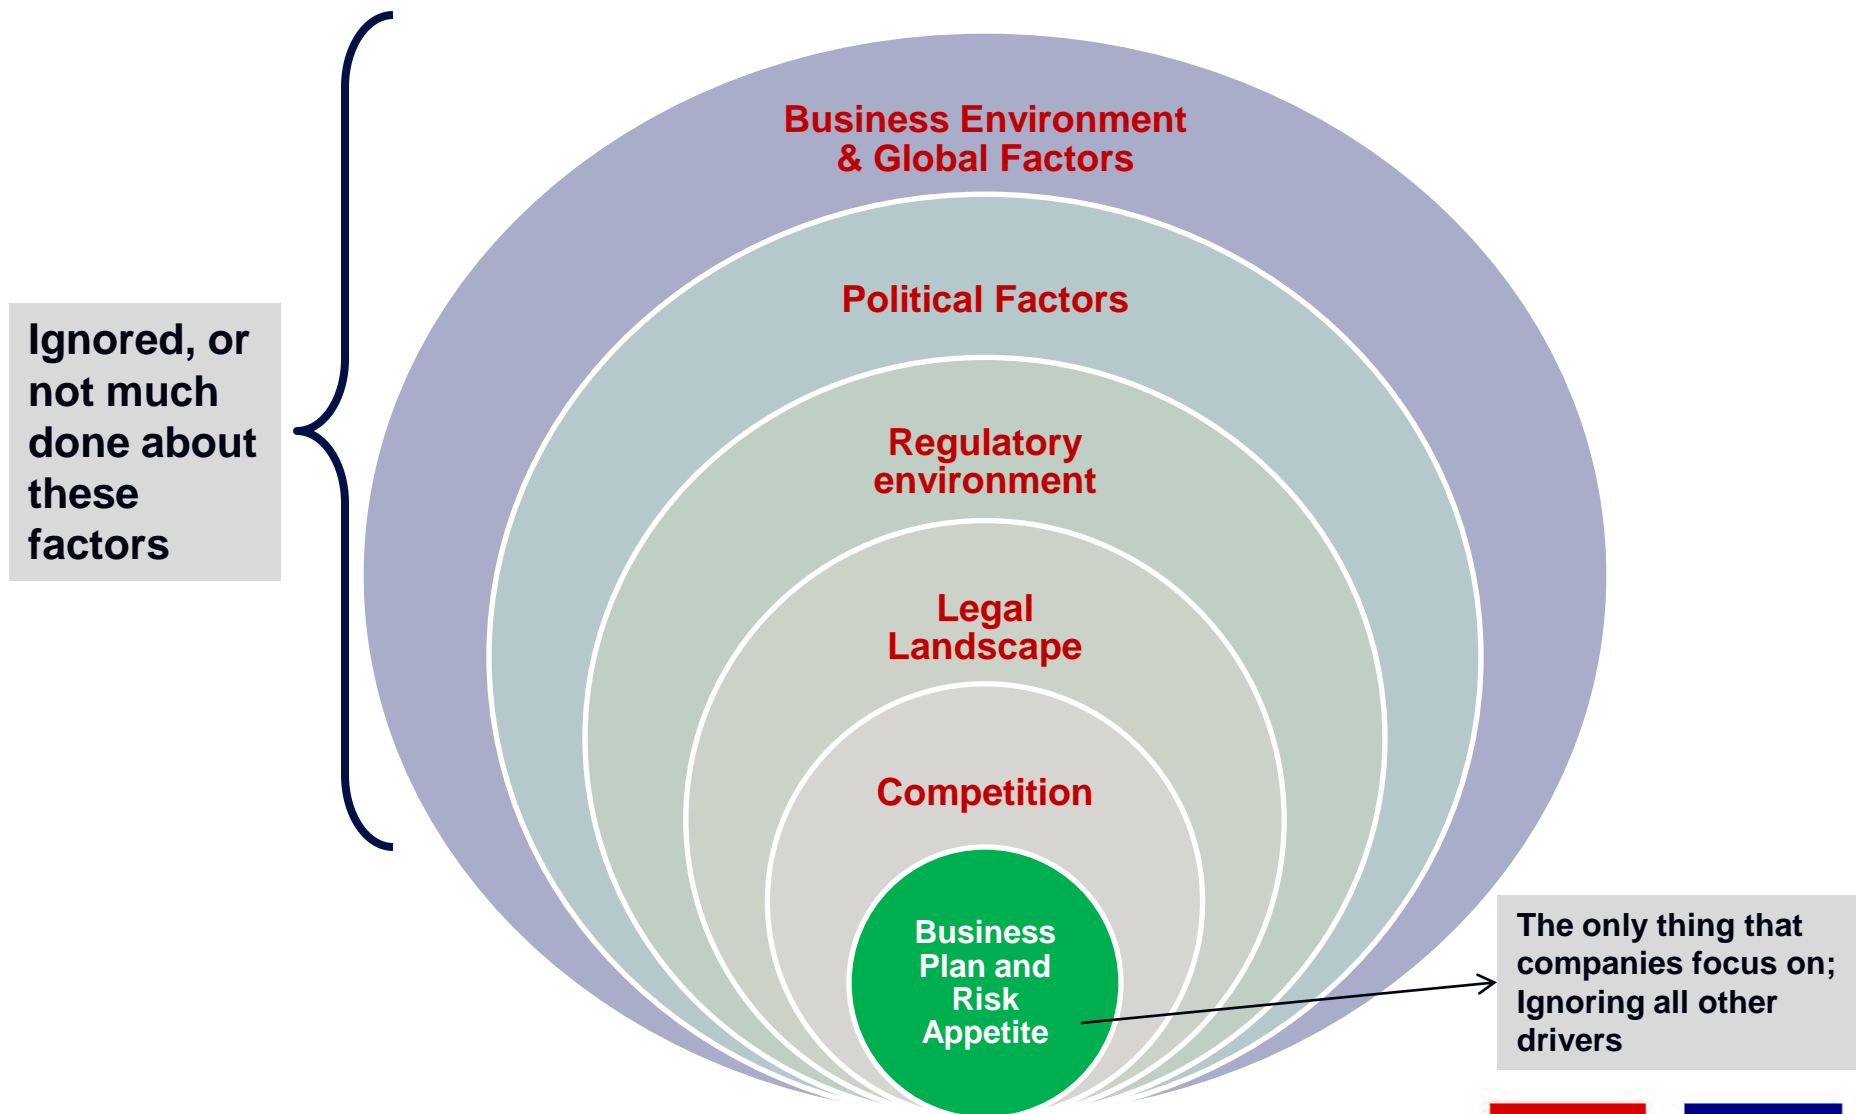 Business Environment
& Global Factors
Political Factors
Ignored, or
not much
done about
these
factors
Regulatory
environment
Legal
Landscape
Competition
Business
Plan and
Risk
Appetite
The only thing that
companies focus on;
Ignoring all other
drivers